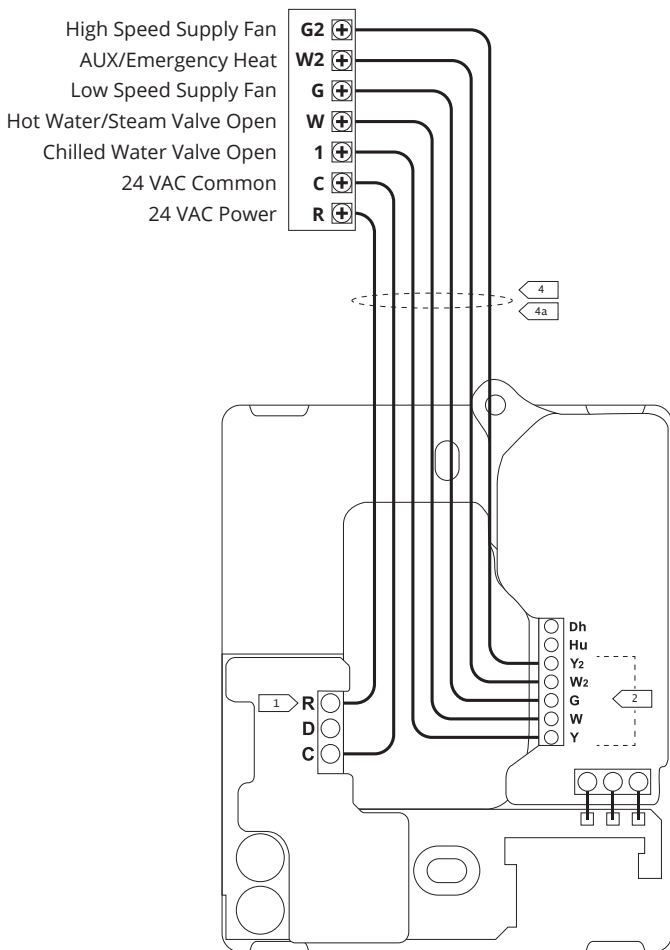 High Speed Supply Fan G2
AUX/Emergency Heat W2
Low Speed Supply Fan G
Hot Water/Steam Valve Open W
Chilled Water Valve Open 1
24 VAC Common C
24 VAC Power R
4
4a
Dh
Hu
Y2
W2
G
W
Y
2
1
R
D
C